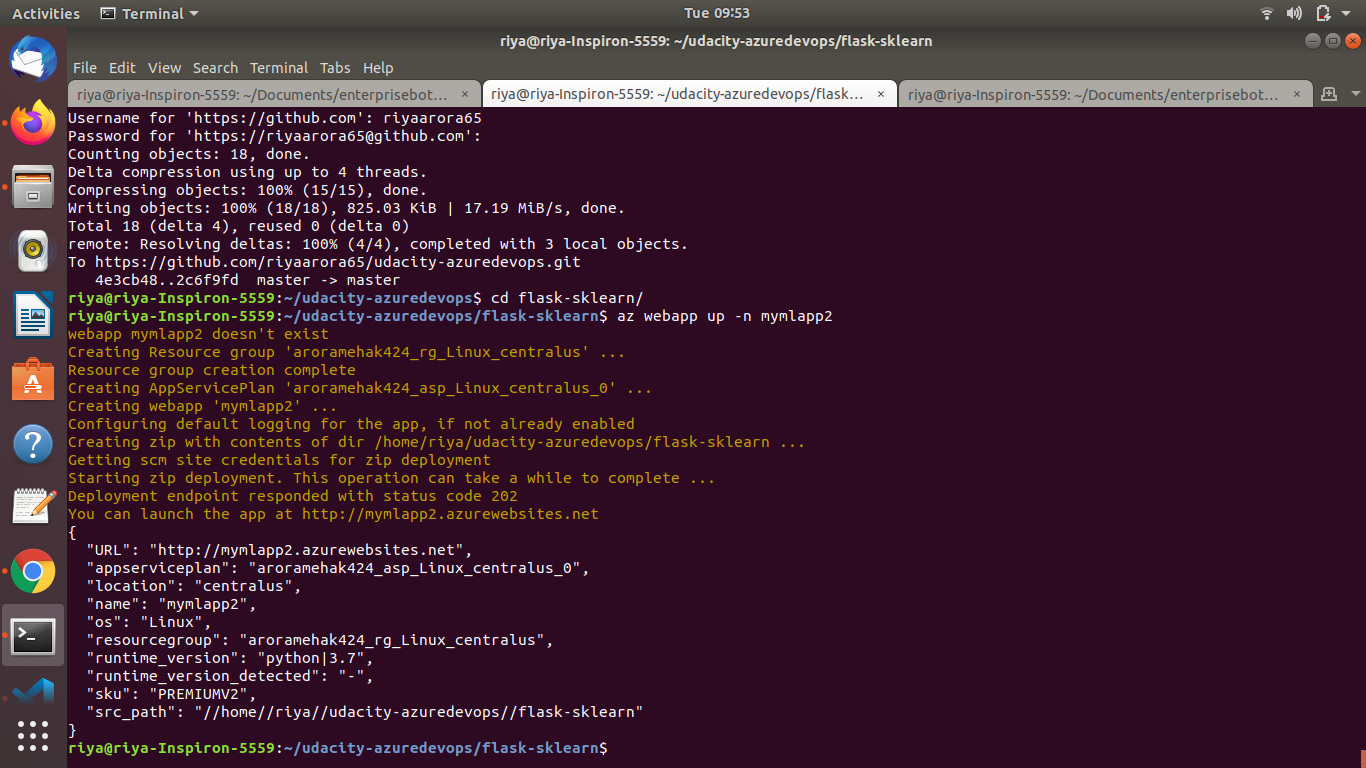 Activities Terminal Tue 09:53
riya@riya-Inspiron-5559: ~/udacity-azuredevops/flask-sklearn
File Edit View Search Terminal Tabs Help
riya@riya-Inspiron-5559: ~/Documents/enterprisebot… × riya@riya-Inspiron-5559: ~/udacity-azuredevops/flask… × riya@riya-Inspiron-5559: ~/Documents/enterprisebot… ×
Username for 'https://github.com': riyaarora65
Password for 'https://riyaarora65@github.com':
Counting objects: 18, done.
Delta compression using up to 4 threads.
Compressing objects: 100% (15/15), done.
Writing objects: 100% (18/18), 825.03 KiB | 17.19 MiB/s, done.
Total 18 (delta 4), reused 0 (delta 0)
remote: Resolving deltas: 100% (4/4), completed with 3 local objects.
To https://github.com/riyaarora65/udacity-azuredevops.git
   4e3cb48..2c6f9fd  master -> master
riya@riya-Inspiron-5559:~/udacity-azuredevops$ cd flask-sklearn/
riya@riya-Inspiron-5559:~/udacity-azuredevops/flask-sklearn$ az webapp up -n mymlapp2
webapp mymlapp2 doesn't exist
Creating Resource group 'aroramehak424_rg_Linux_centralus' ...
Resource group creation complete
Creating AppServicePlan 'aroramehak424_asp_Linux_centralus_0' ...
Creating webapp 'mymlapp2' ...
Configuring default logging for the app, if not already enabled
Creating zip with contents of dir /home/riya/udacity-azuredevops/flask-sklearn ...
Getting scm site credentials for zip deployment
Starting zip deployment. This operation can take a while to complete ...
Deployment endpoint responded with status code 202
You can launch the app at http://mymlapp2.azurewebsites.net
{
  "URL": "http://mymlapp2.azurewebsites.net",
  "appserviceplan": "aroramehak424_asp_Linux_centralus_0",
  "location": "centralus",
  "name": "mymlapp2",
  "os": "Linux",
  "resourcegroup": "aroramehak424_rg_Linux_centralus",
  "runtime_version": "python|3.7",
  "runtime_version_detected": "-",
  "sku": "PREMIUMV2",
  "src_path": "//home//riya//udacity-azuredevops//flask-sklearn"
}
riya@riya-Inspiron-5559:~/udacity-azuredevops/flask-sklearn$